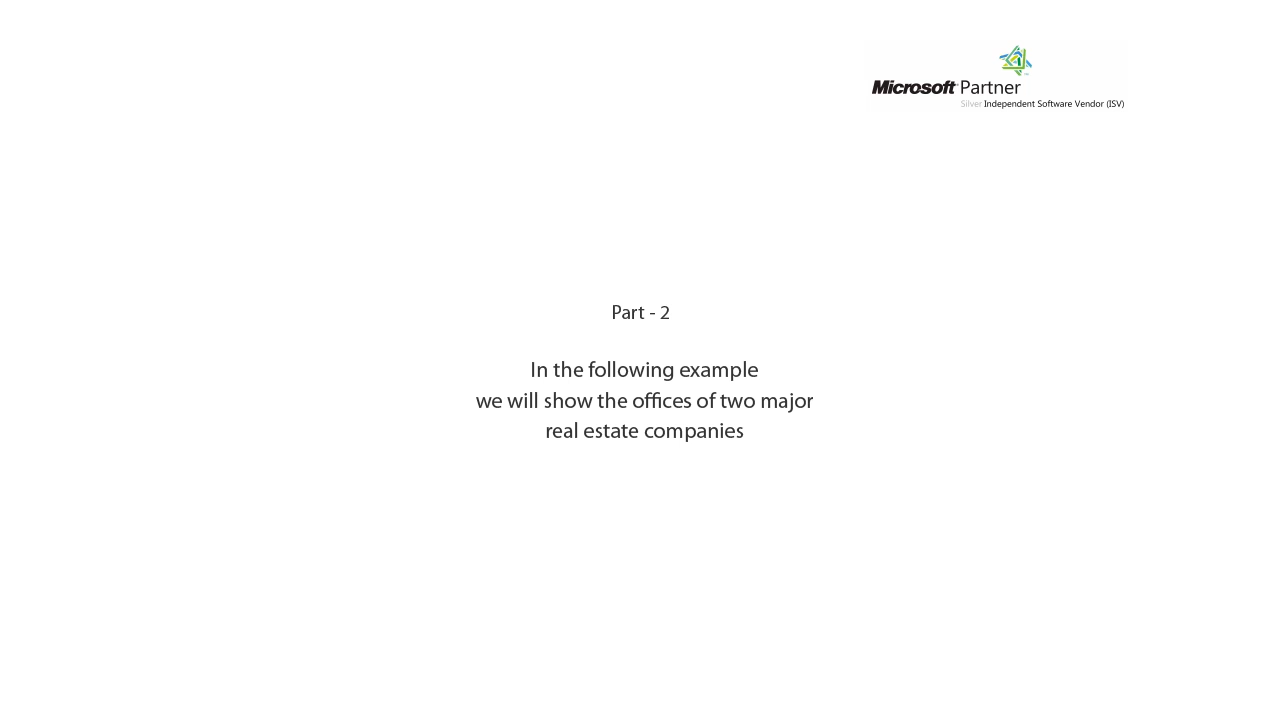 Microsoft Partner
Silver Independent Software Vendor (ISV)
Part - 2
In the following example
we will show the offices of two major
real estate companies